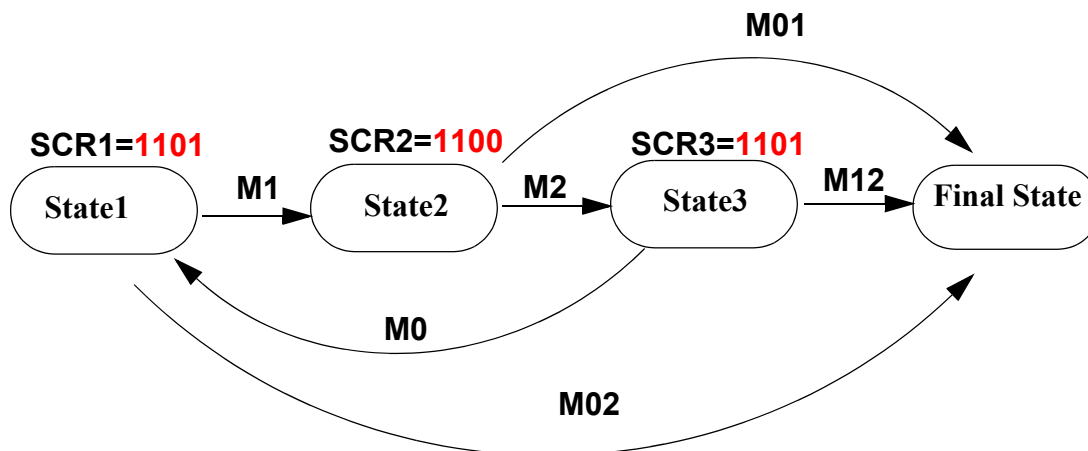 M01
SCR1=1101
SCR2=1100
SCR3=1101
State1
M1
State2
M2
State3
M12
Final State
M0
M02